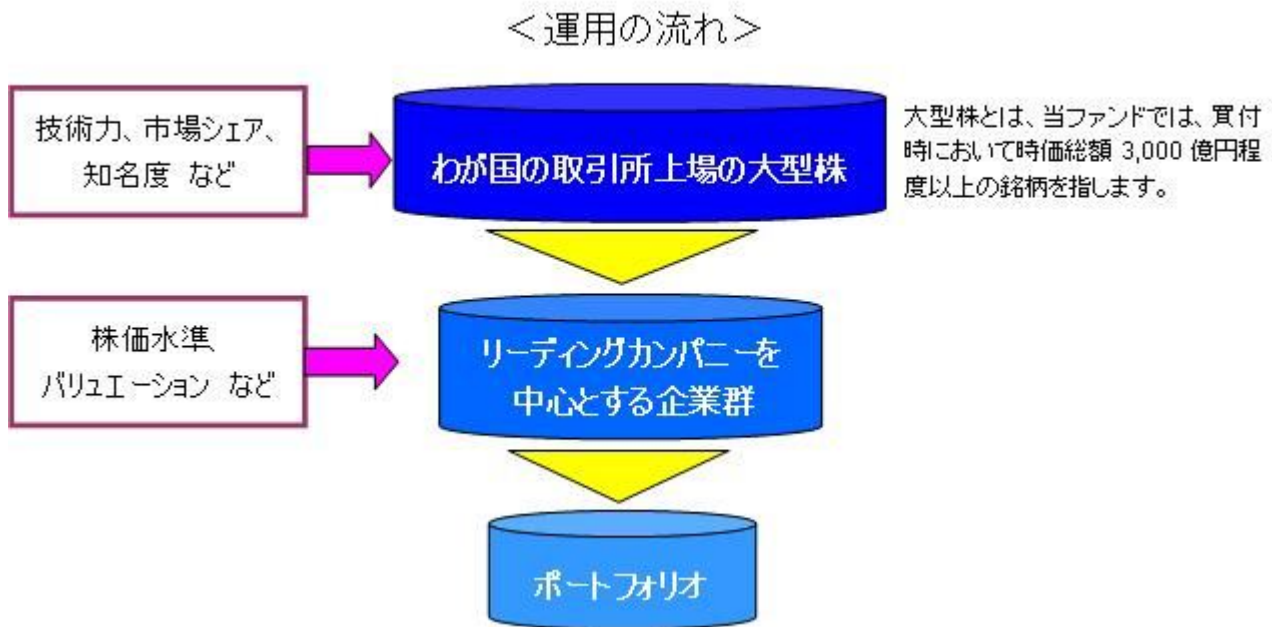 ＜運用の流れ＞
技術力、市場シェア、
知名度 など
わが国の取引所上場の大型株
大型株とは、当ファンドでは、買付
時において時価総額 3,000 億円程
度以上の銘柄を指します。
株価水準、
バリュエーション など
リーディングカンパニーを
中心とする企業群
ポートフォリオ